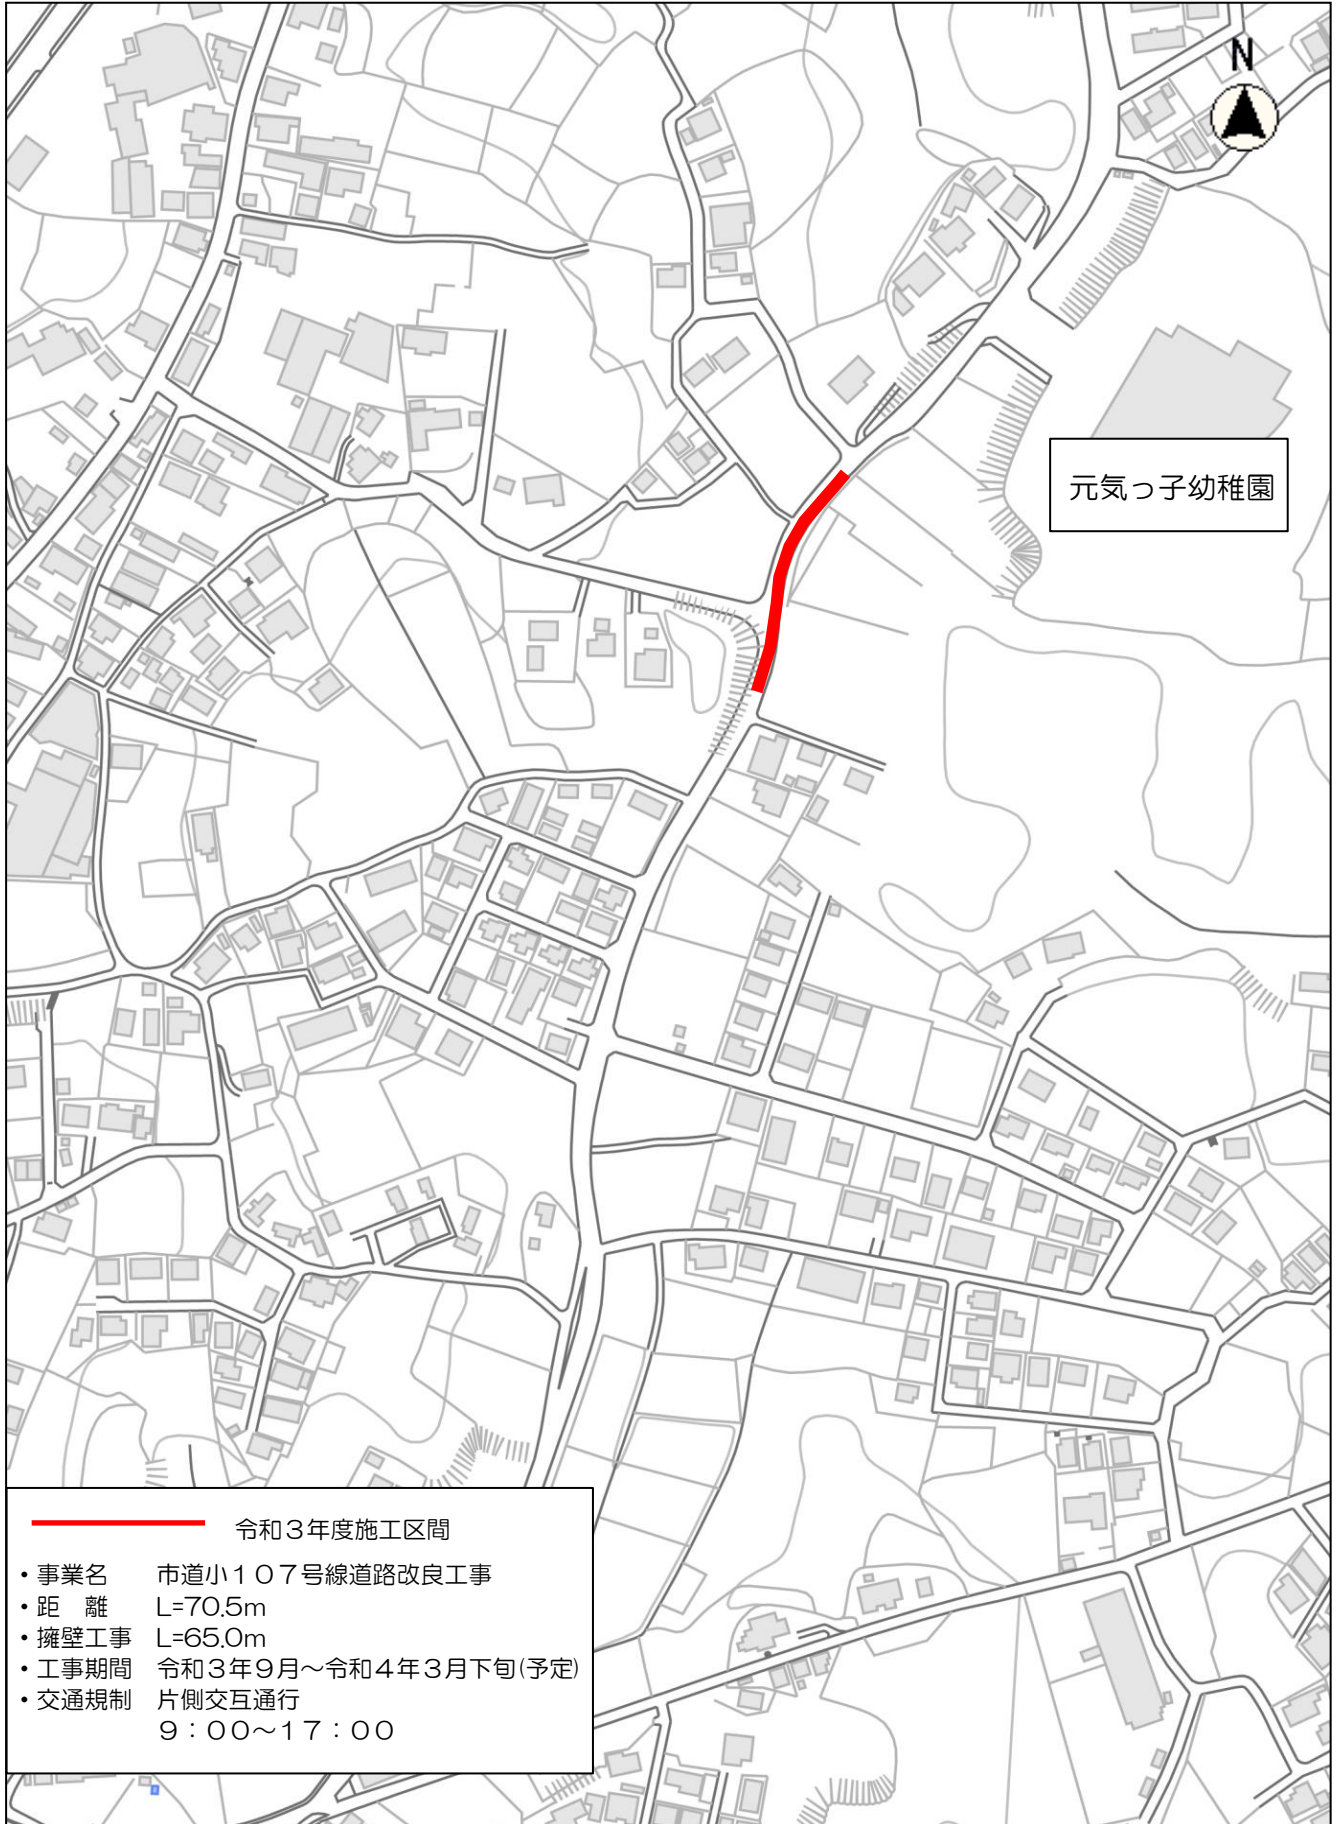 N
元気っ子幼稚園
令和３年度施工区間
・事業名　市道小１０７号線道路改良工事
・距　離　L=70.5m
・擁壁工事　L=65.0m
・工事期間　令和３年９月～令和４年３月下旬(予定)
・交通規制　片側交互通行
９：００～１７：００